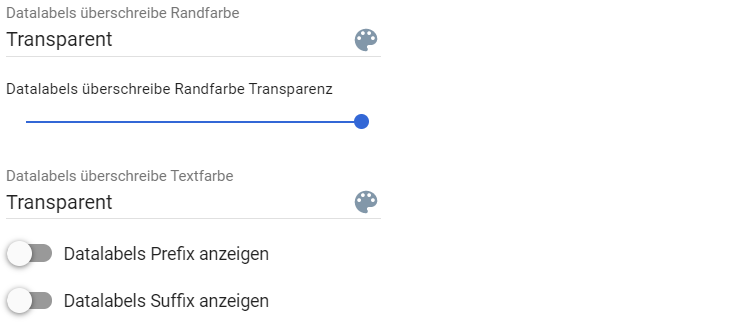 Datalabels überschreibe Randfarbe
Transparent
Datalabels überschreibe Randfarbe Transparenz
Datalabels überschreibe Textfarbe
Transparent
Datalabels Prefix anzeigen
Datalabels Suffix anzeigen